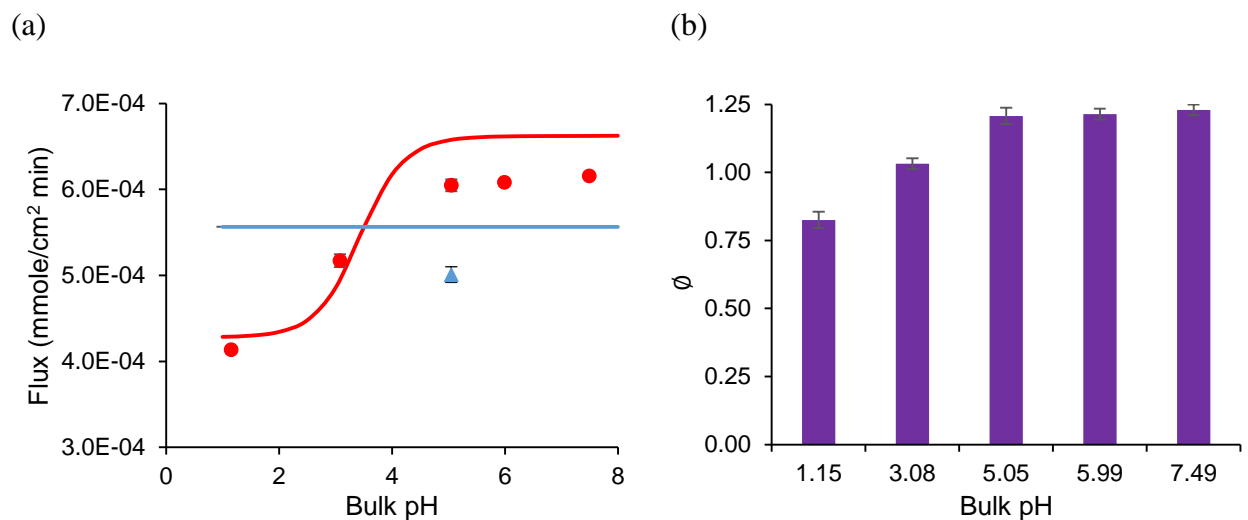 (a)
(b)
Flux (mmole/cm² min)
7.0E-04
6.0E-04
5.0E-04
4.0E-04
3.0E-04
0 2 4 6 8
Bulk pH
Ø
1.25
1.00
0.75
0.50
0.25
0.00
1.15 3.08 5.05 5.99 7.49
Bulk pH